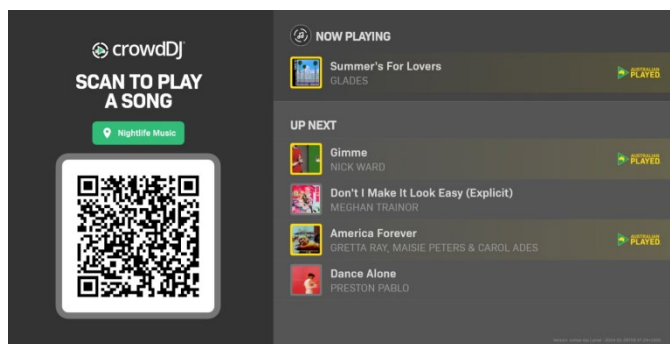 crowdDJ
SCAN TO PLAY
A SONG
Nightlife Music
NOW PLAYING
Summer's For Lovers
GLADES
AUSTRALIAN
PLAYED
UP NEXT
Gimme
NICK WARD
AUSTRALIAN
PLAYED
Don't I Make It Look Easy (Explicit)
MEGHAN TRAINOR
America Forever
GRETTA RAY, MAISIE PETERS & CAROL ADES
AUSTRALIAN
PLAYED
Dance Alone
PRESTON PABLO